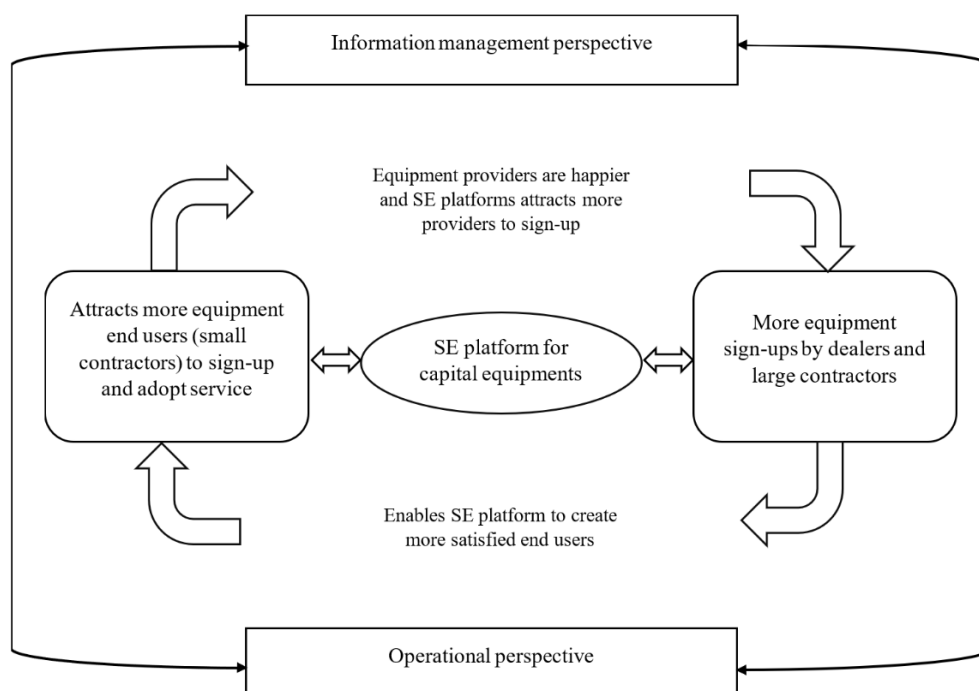 Information management perspective
Equipment providers are happier
and SE platforms attracts more
providers to sign-up
Attracts more equipment
end users (small
contractors) to sign-up
and adopt service
SE platform for
capital equipments
More equipment
sign-ups by dealers and
large contractors
Enables SE platform to create
more satisfied end users
Operational perspective